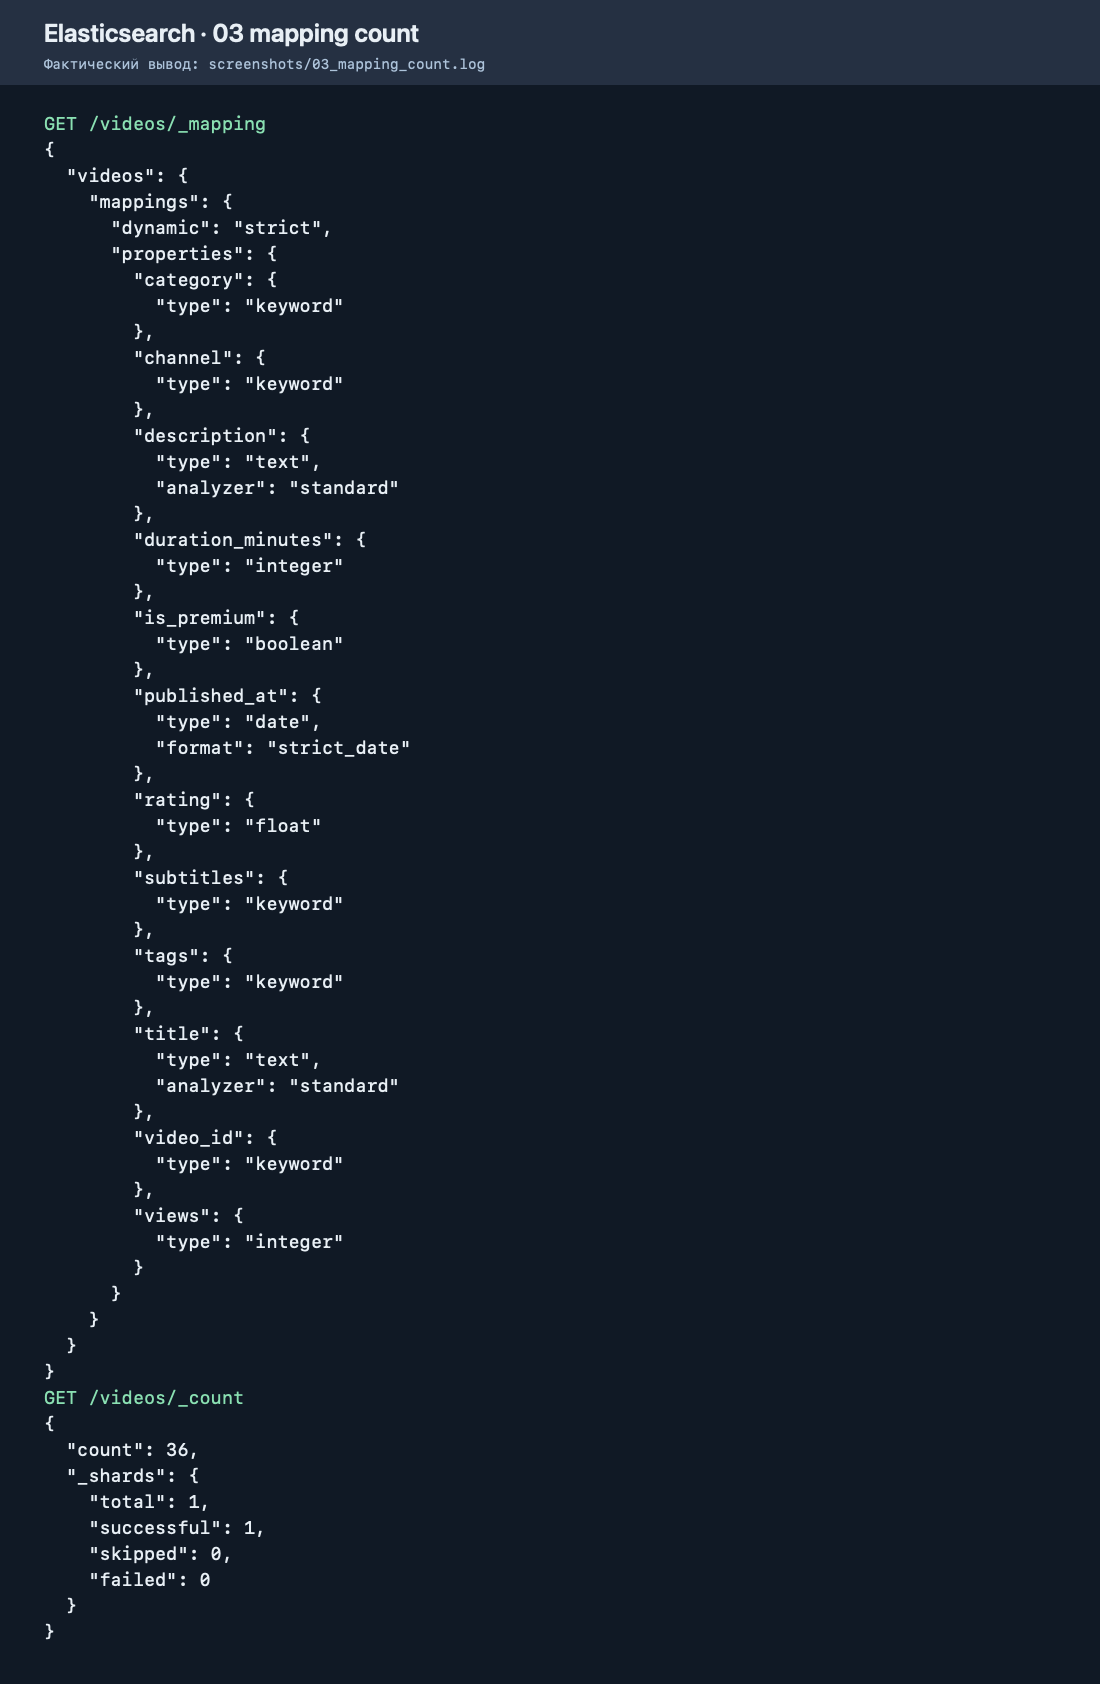 Elasticsearch · 03 mapping count
Фактический вывод: screenshots/03_mapping_count.log
GET /videos/_mapping
{
  "videos": {
    "mappings": {
      "dynamic": "strict",
      "properties": {
        "category": {
          "type": "keyword"
        },
        "channel": {
          "type": "keyword"
        },
        "description": {
          "type": "text",
          "analyzer": "standard"
        },
        "duration_minutes": {
          "type": "integer"
        },
        "is_premium": {
          "type": "boolean"
        },
        "published_at": {
          "type": "date",
          "format": "strict_date"
        },
        "rating": {
          "type": "float"
        },
        "subtitles": {
          "type": "keyword"
        },
        "tags": {
          "type": "keyword"
        },
        "title": {
          "type": "text",
          "analyzer": "standard"
        },
        "video_id": {
          "type": "keyword"
        },
        "views": {
          "type": "integer"
        }
      }
    }
  }
}
GET /videos/_count
{
  "count": 36,
  "_shards": {
    "total": 1,
    "successful": 1,
    "skipped": 0,
    "failed": 0
  }
}